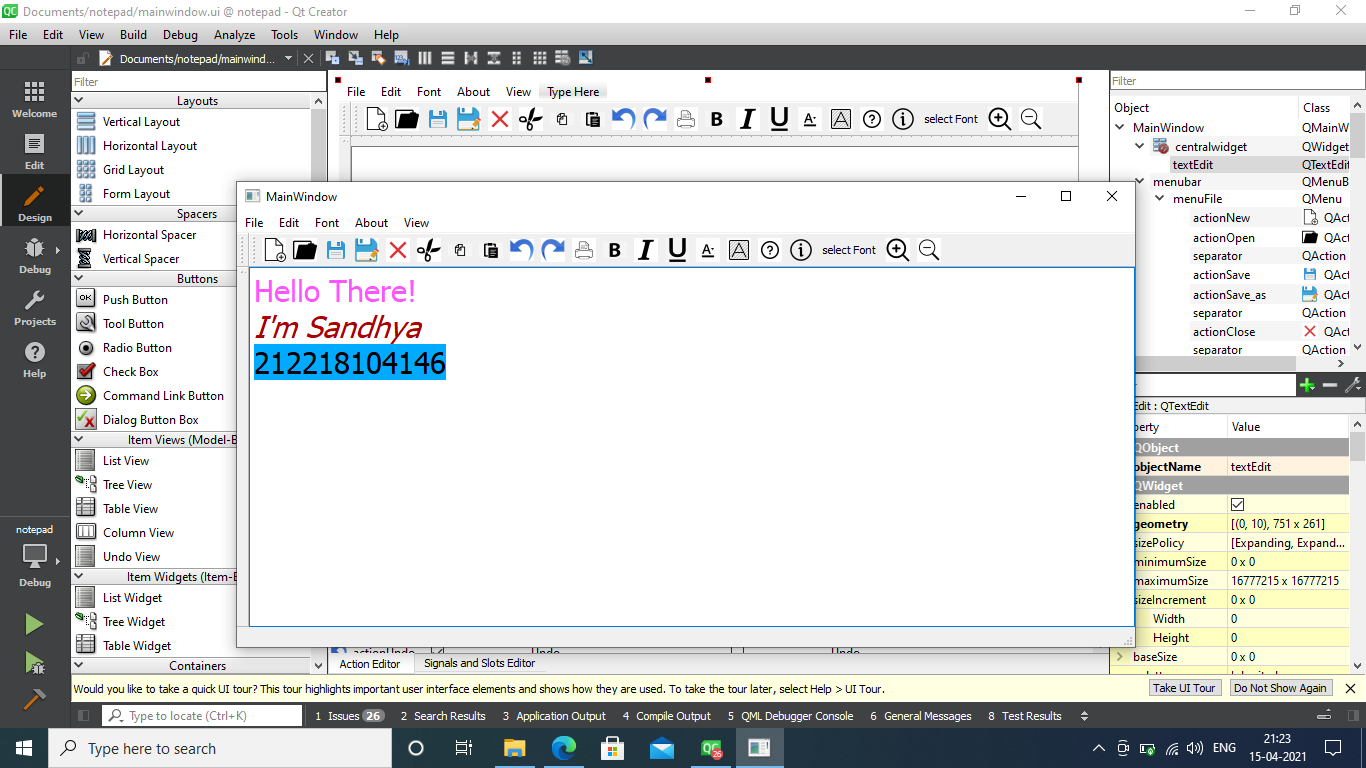 Documents/notepad/mainwindow.ui @ notepad - Qt Creator
File Edit View Build Debug Analyze Tools Window Help
Documents/notepad/mainwind...
Welcome
Edit
Design
Debug
Projects
Help
notepad
Debug
Filter
Layouts
Vertical Layout
Horizontal Layout
Grid Layout
Form Layout
Spacers
Horizontal Spacer
Vertical Spacer
Buttons
Push Button
Tool Button
Radio Button
Check Box
Command Link Button
Dialog Button Box
Item Views (Model-B
List View
Tree View
Table View
Column View
Undo View
Item Widgets (Item-B
List Widget
Tree Widget
Table Widget
Containers
File Edit Font About View Type Here
B I U A select Font
MainWindow
File Edit Font About View
B I U A select Font
Hello There!
I'm Sandhya
212218104146
Action Editor Signals and Slots Editor
Filter
Object Class
MainWindow QMainW
centralwidget QWidget
textEdit QTextEdit
menubar QMenuB
menuFile QMenu
actionNew QAct
actionOpen QAct
separator QAction
actionSave QAct
actionSave_as QAct
separator QAction
actionClose QAct
separator QAction
Edit : QTextEdit
perty Value
QObject
objectName textEdit
QWidget
enabled
geometry [(0, 10), 751 x 261]
sizePolicy [Expanding, Expand...
minimumSize 0 x 0
maximumSize 16777215 x 16777215
sizeIncrement 0 x 0
Width 0
Height 0
baseSize 0 x 0
Would you like to take a quick UI tour? This tour highlights important user interface elements and shows how they are used. To take the tour later, select Help > UI Tour.
Take UI Tour Do Not Show Again
Type to locate (Ctrl+K)
1 Issues 26 2 Search Results 3 Application Output 4 Compile Output 5 QML Debugger Console 6 General Messages 8 Test Results
Type here to search
ENG
21:23
15-04-2021